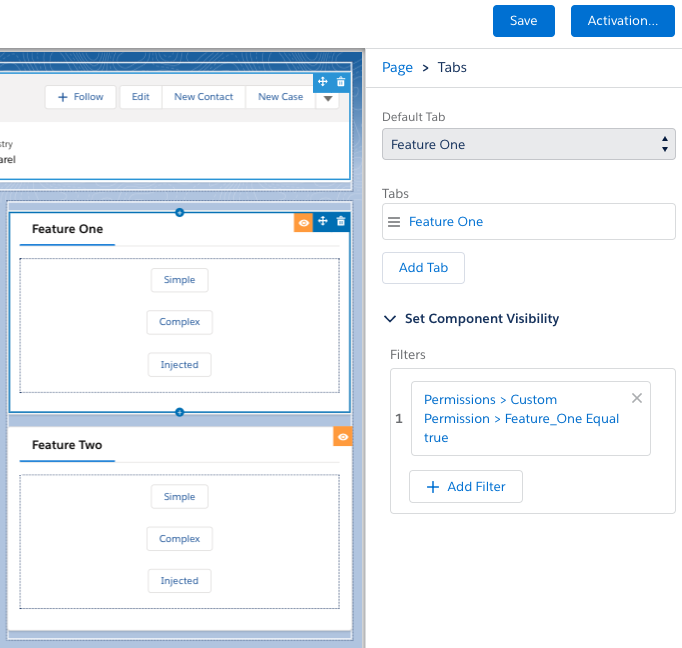 Save
Activation...
Page > Tabs
Follow
Edit
New Contact
New Case
stry
arel
Default Tab
Feature One
Tabs
Feature One
Add Tab
Set Component Visibility
Filters
1
Permissions > Custom
Permission > Feature_One Equal
true
Add Filter
Feature One
Simple
Complex
Injected
Feature Two
Simple
Complex
Injected